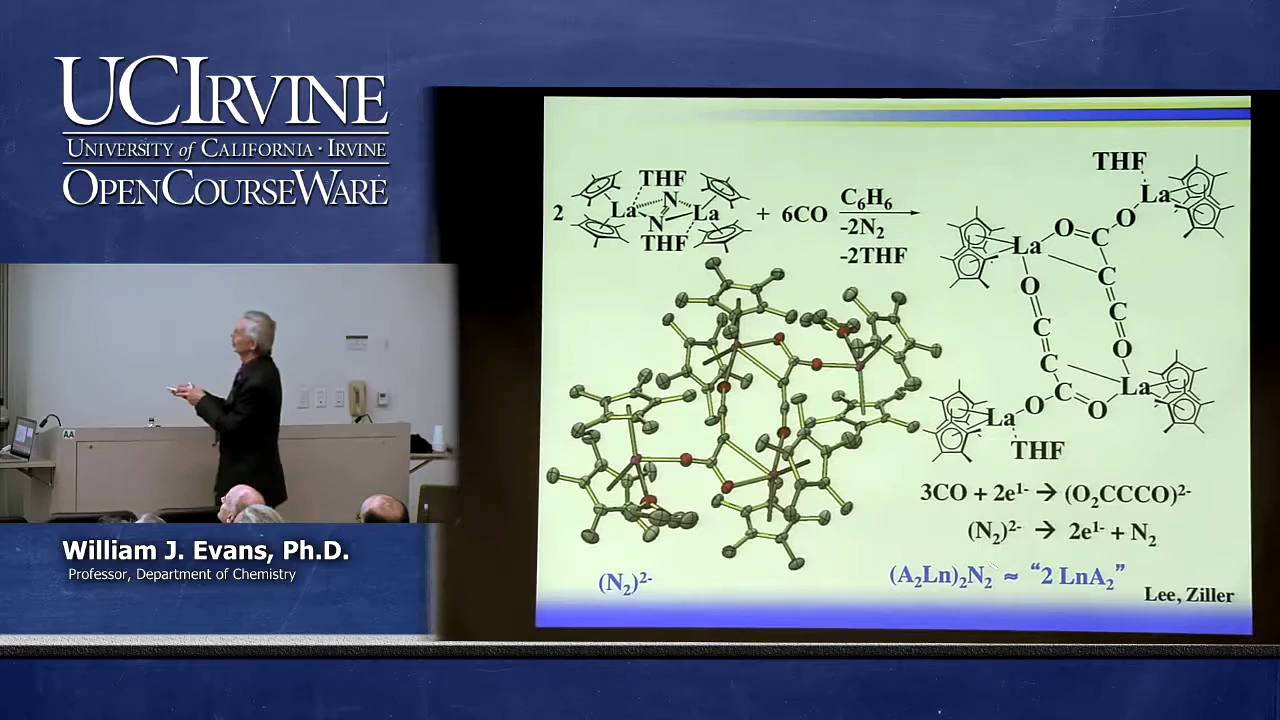 UCIRVINE
UNIVERSITY of CALIFORNIA · IRVINE
OPENCOURSEWARE
AA
William J. Evans, Ph.D.
Professor, Department of Chemistry
2
THF
La
N
N
La
THF
+ 6CO
C₆H₆
-2N₂
-2THF
THF
La
O
La
O
C
O
C
C
C
C
C
O
C
La
O
La
C
O
THF
3CO + 2e¹⁻ → (O₂CCCO)²⁻
(N₂)²⁻ → 2e¹⁻ + N₂
(N₂)²⁻
(A₂Ln)₂N₂ ≈ “2 LnA₂”
Lee, Ziller